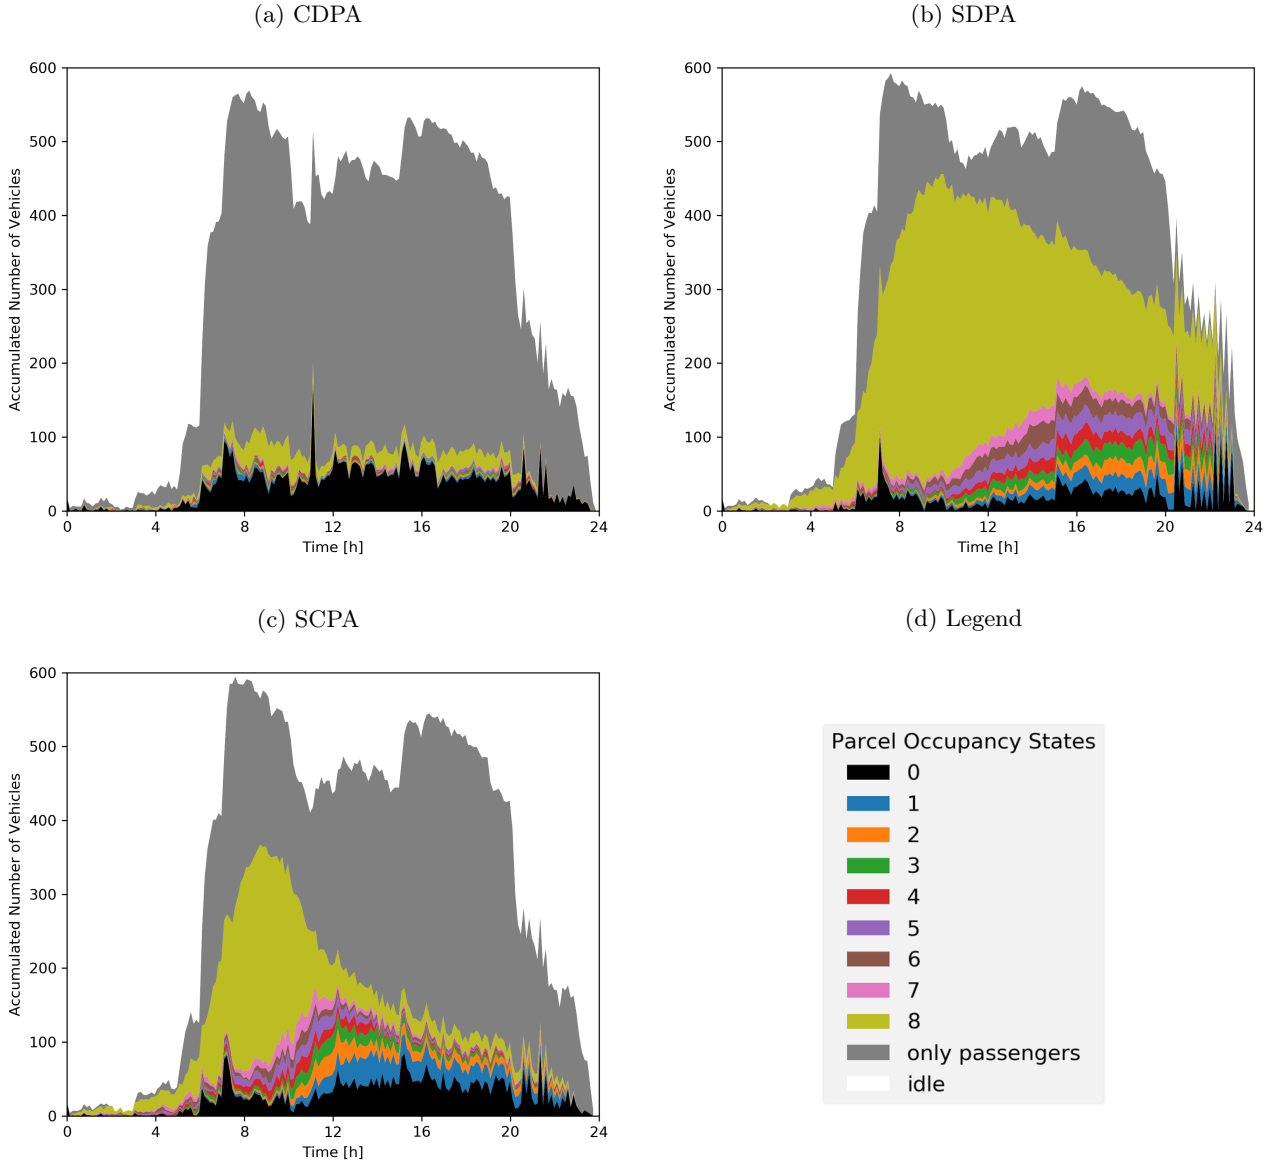 (a) CDPA
(b) SDPA
600
500
400
300
200
100
0
Accumulated Number of Vehicles
0 4 8 12 16 20 24
Time [h]
600
500
400
300
200
100
0
Accumulated Number of Vehicles
0 4 8 12 16 20 24
Time [h]
(c) SCPA
(d) Legend
600
500
400
300
200
100
0
Accumulated Number of Vehicles
0 4 8 12 16 20 24
Time [h]
Parcel Occupancy States
0
1
2
3
4
5
6
7
8
only passengers
idle